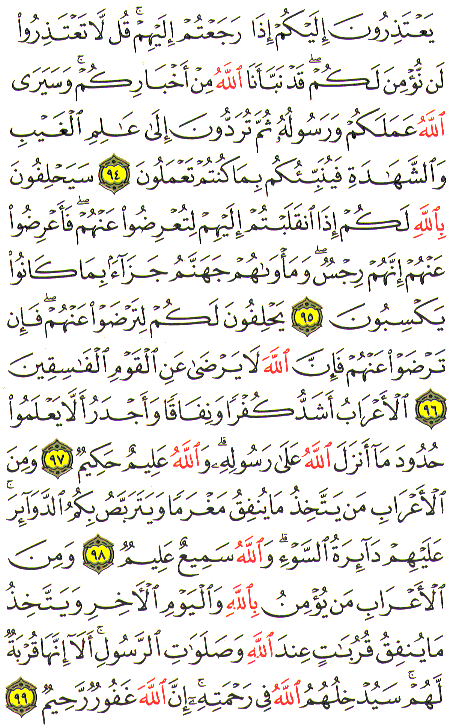 يَعۡتَذِرُونَ إِلَيۡكُمۡ إِذَا رَجَعۡتُمۡ إِلَيۡهِمۡۚ قُل لَّا تَعۡتَذِرُواْ
لَن نُّؤۡمِنَ لَكُمۡۖ قَدۡ نَبَّأَنَا ٱللَّهُ مِنۡ أَخۡبَارِكُمۡۚ وَسَيَرَى
ٱللَّهُ عَمَلَكُمۡ وَرَسُولُهُۥ ثُمَّ تُرَدُّونَ إِلَىٰ عَٰلِمِ ٱلۡغَيۡبِ
وَٱلشَّهَٰدَةِ فَيُنَبِّئُكُم بِمَا كُنتُمۡ تَعۡمَلُونَ ٩٤ سَيَحۡلِفُونَ
بِٱللَّهِ لَكُمۡ إِذَا ٱنقَلَبۡتُمۡ إِلَيۡهِمۡ لِتُعۡرِضُواْ عَنۡهُمۡۖ فَأَعۡرِضُواْ
عَنۡهُمۡۖ إِنَّهُمۡ رِجۡسٞۖ وَمَأۡوَىٰهُمۡ جَهَنَّمُ جَزَآءَۢ بِمَا كَانُواْ
يَكۡسِبُونَ ٩٥ يَحۡلِفُونَ لَكُمۡ لِتَرۡضَوۡاْ عَنۡهُمۡۖ فَإِن
تَرۡضَوۡاْ عَنۡهُمۡ فَإِنَّ ٱللَّهَ لَا يَرۡضَىٰ عَنِ ٱلۡقَوۡمِ ٱلۡفَٰسِقِينَ
٩٦ ٱلۡأَعۡرَابُ أَشَدُّ كُفۡرٗا وَنِفَاقٗا وَأَجۡدَرُ أَلَّا يَعۡلَمُواْ
حُدُودَ مَآ أَنزَلَ ٱللَّهُ عَلَىٰ رَسُولِهِۦۗ وَٱللَّهُ عَلِيمٌ حَكِيمٞ ٩٧ وَمِنَ
ٱلۡأَعۡرَابِ مَن يَتَّخِذُ مَا يُنفِقُ مَغۡرَمٗا وَيَتَرَبَّصُ بِكُمُ ٱلدَّوَآئِرَۚ
عَلَيۡهِمۡ دَآئِرَةُ ٱلسَّوۡءِۗ وَٱللَّهُ سَمِيعٌ عَلِيمٞ ٩٨ وَمِنَ
ٱلۡأَعۡرَابِ مَن يُؤۡمِنُ بِٱللَّهِ وَٱلۡيَوۡمِ ٱلۡأٓخِرِ وَيَتَّخِذُ
مَا يُنفِقُ قُرُبَٰتٍ عِندَ ٱللَّهِ وَصَلَوَٰتِ ٱلرَّسُولِۚ أَلَآ إِنَّهَا قُرۡبَةٞ
لَّهُمۡۚ سَيُدۡخِلُهُمُ ٱللَّهُ فِي رَحۡمَتِهِۦٓۚ إِنَّ ٱللَّهَ غَفُورٞ رَّحِيمٞ ٩٩